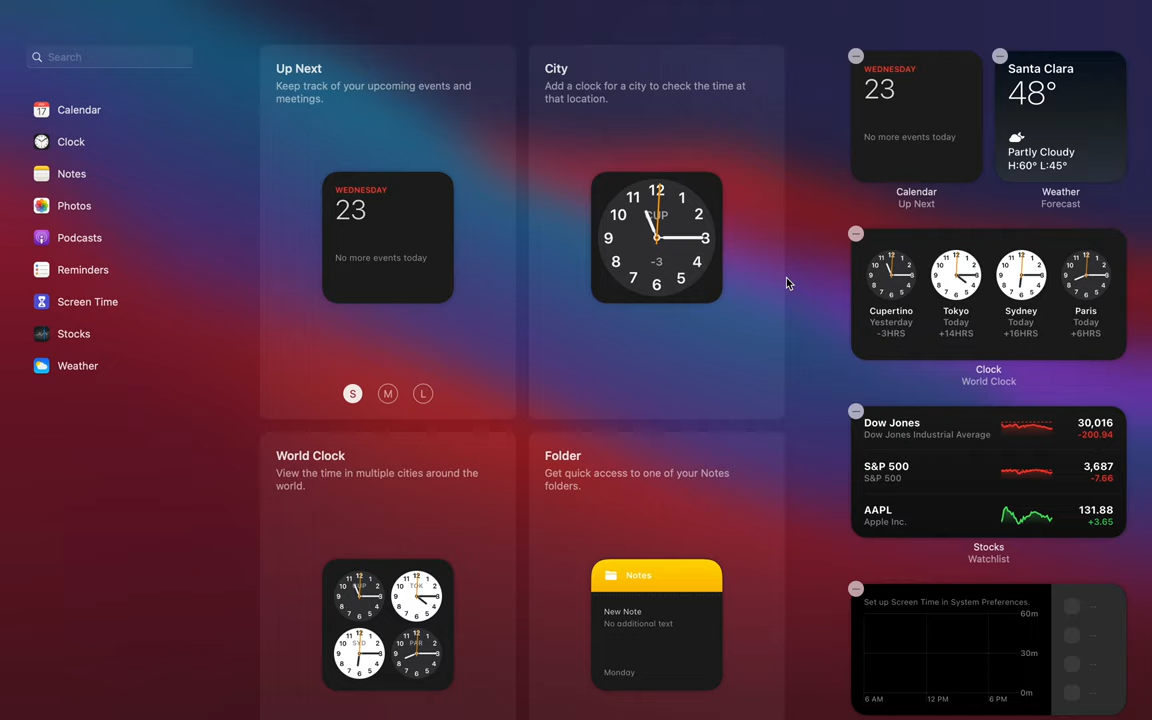 Search
17
Calendar
Clock
Notes
Photos
Podcasts
Reminders
Screen Time
Stocks
Weather
Up Next
Keep track of your upcoming events and
meetings.
WEDNESDAY
23
No more events today
S M L
City
Add a clock for a city to check the time at
that location.
12
11 1
10 CUP 2
9 3
8 -3 4
7 5
6
World Clock
View the time in multiple cities around the
world.
Folder
Get quick access to one of your Notes
folders.
Notes
New Note
No additional text
Monday
WEDNESDAY
23
No more events today
Calendar
Up Next
Santa Clara
48°
Partly Cloudy
H:60° L:45°
Weather
Forecast
Cupertino Tokyo Sydney Paris
Yesterday Today Today Today
-3HRS +14HRS +16HRS +6HRS
Clock
World Clock
Dow Jones 30,016
Dow Jones Industrial Average -200.94
S&P 500 3,687
S&P 500 -7.66
AAPL 131.88
Apple Inc. +3.65
Stocks
Watchlist
Set up Screen Time in System Preferences.
60m
30m
0m
6 AM 12 PM 6 PM